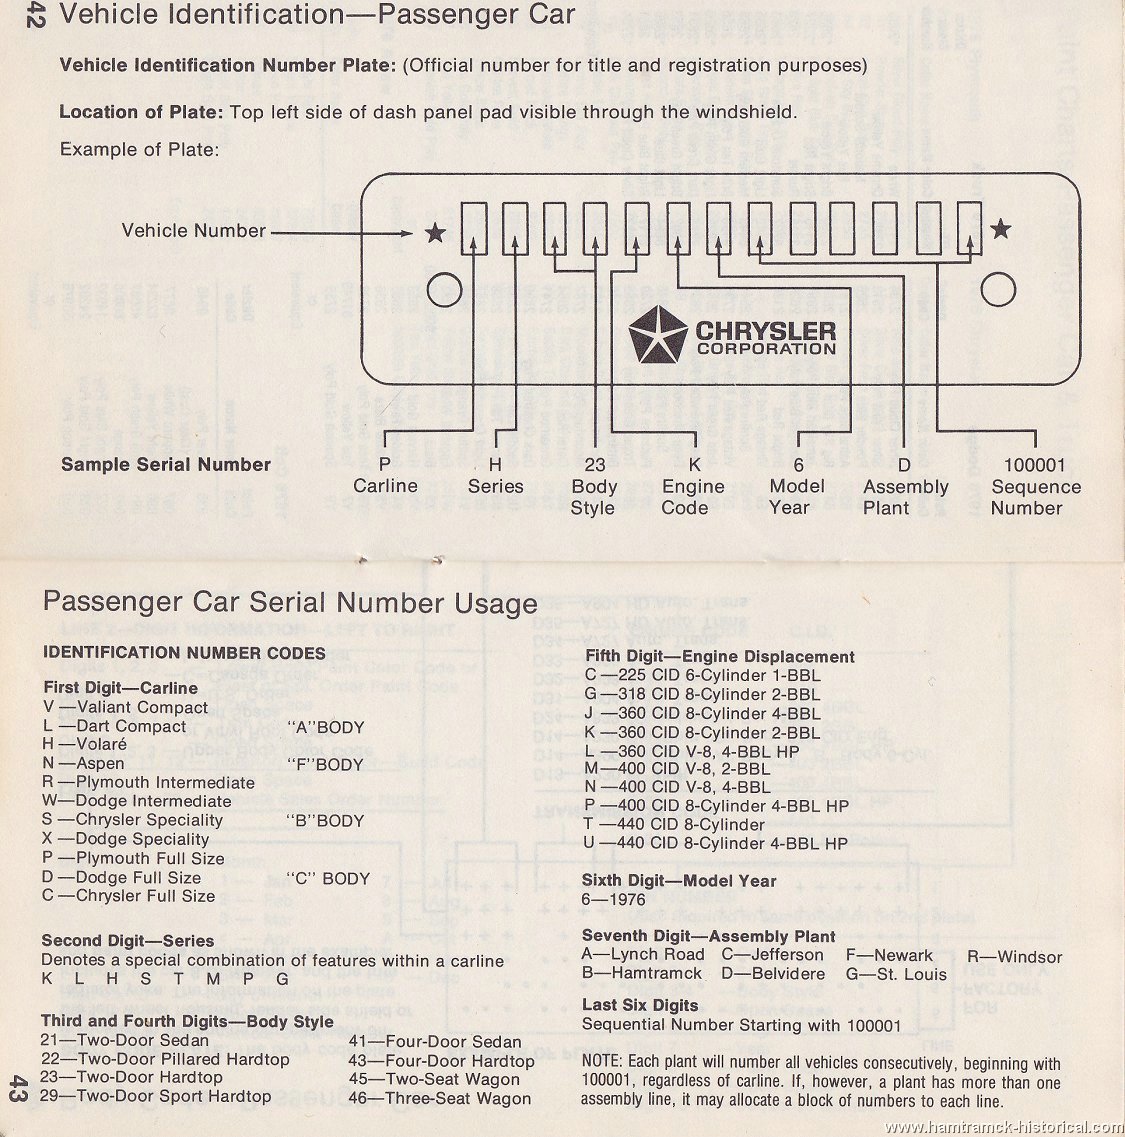 42 Vehicle Identification—Passenger Car
Vehicle Identification Number Plate: (Official number for title and registration purposes)
Location of Plate: Top left side of dash panel pad visible through the windshield.
Example of Plate:
Vehicle Number
CHRYSLER
CORPORATION
Sample Serial Number P H 23 K 6 D 100001
Carline Series Body Engine Model Assembly Sequence
Style Code Year Plant Number
Passenger Car Serial Number Usage
IDENTIFICATION NUMBER CODES
First Digit—Carline
V—Valiant Compact
L—Dart Compact "A"BODY
H—Volaré
N—Aspen "F"BODY
R—Plymouth Intermediate
W—Dodge Intermediate
S—Chrysler Speciality "B"BODY
X—Dodge Speciality
P—Plymouth Full Size
D—Dodge Full Size "C" BODY
C—Chrysler Full Size
Second Digit—Series
Denotes a special combination of features within a carline
K L H S T M P G
Third and Fourth Digits—Body Style
21—Two-Door Sedan
22—Two-Door Pillared Hardtop
23—Two-Door Hardtop
29—Two-Door Sport Hardtop
41—Four-Door Sedan
43—Four-Door Hardtop
45—Two-Seat Wagon
46—Three-Seat Wagon
43
Fifth Digit—Engine Displacement
C—225 CID 6-Cylinder 1-BBL
G—318 CID 8-Cylinder 2-BBL
J—360 CID 8-Cylinder 4-BBL
K—360 CID 8-Cylinder 2-BBL
L—360 CID V-8, 4-BBL HP
M—400 CID V-8, 2-BBL
N—400 CID V-8, 4-BBL
P—400 CID 8-Cylinder 4-BBL HP
T—440 CID 8-Cylinder
U—440 CID 8-Cylinder 4-BBL HP
Sixth Digit—Model Year
6—1976
Seventh Digit—Assembly Plant
A—Lynch Road C—Jefferson F—Newark R—Windsor
B—Hamtramck D—Belvidere G—St. Louis
Last Six Digits
Sequential Number Starting with 100001
NOTE: Each plant will number all vehicles consecutively, beginning with
100001, regardless of carline. If, however, a plant has more than one
assembly line, it may allocate a block of numbers to each line.
www.hamtramck-historical.com